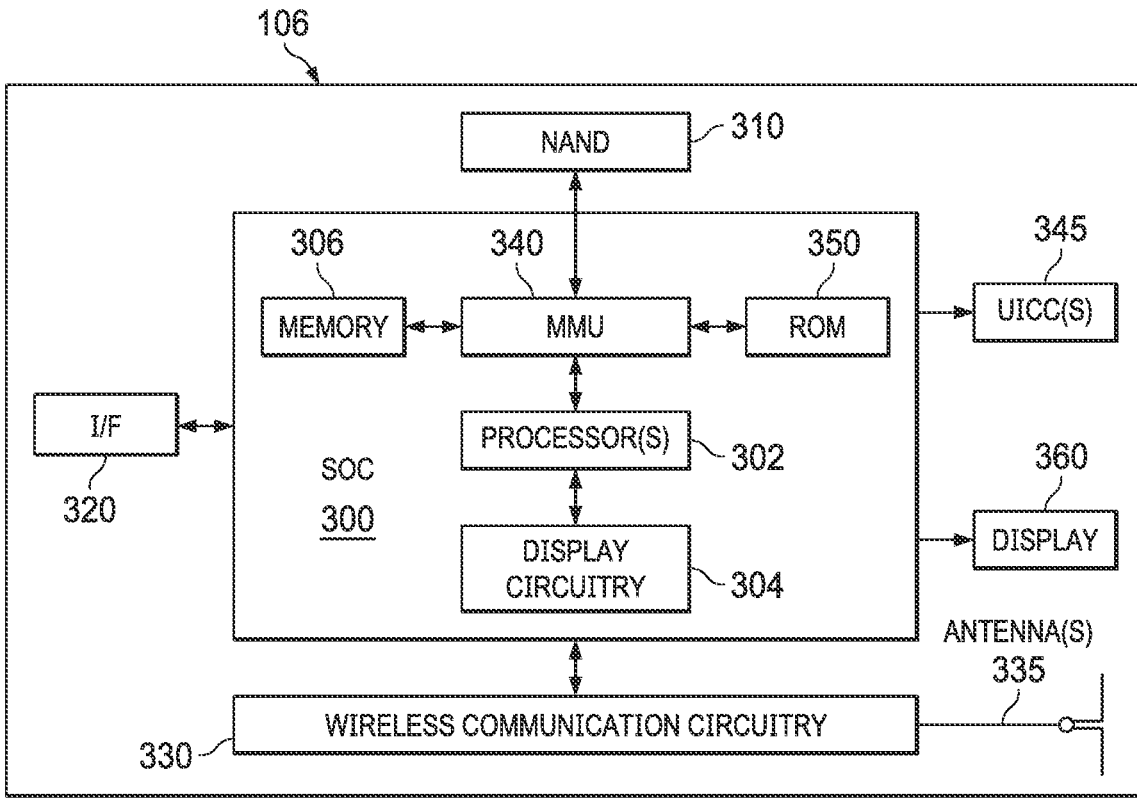 106
NAND
310
306
340
350
345
MEMORY
MMU
ROM
UICC(S)
I/F
320
PROCESSOR(S)
302
SOC
300
360
DISPLAY
DISPLAY
CIRCUITRY
304
ANTENNA(S)
335
WIRELESS COMMUNICATION CIRCUITRY
330